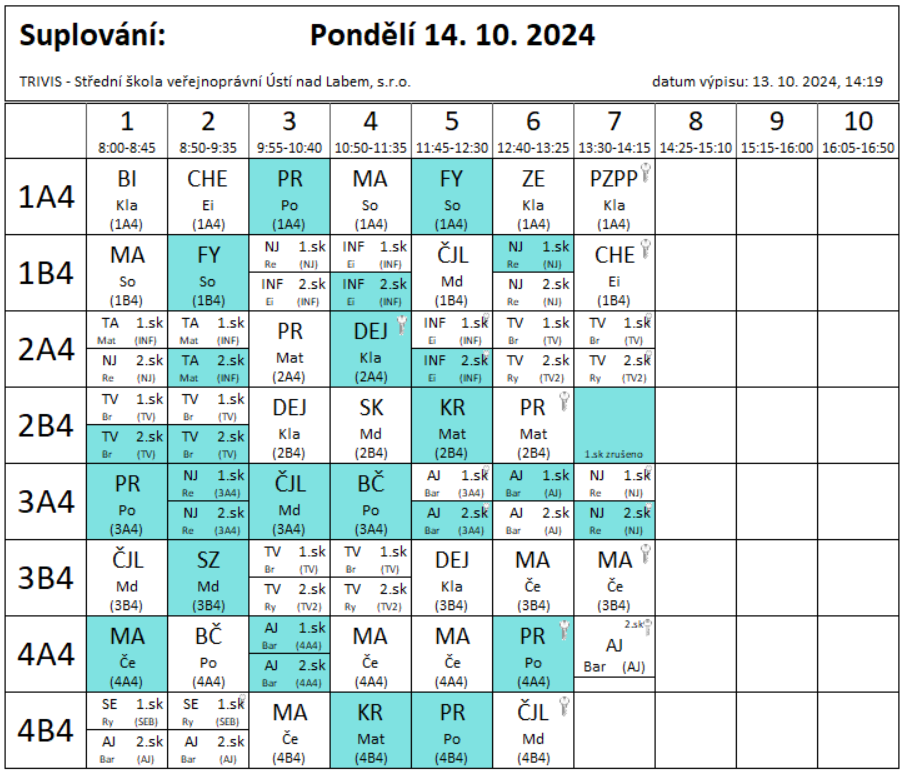 Suplování: Pondělí 14. 10. 2024
TRIVIS - Střední škola veřejnoprávní Ústí nad Labem, s.r.o. datum výpisu: 13. 10. 2024, 14:19
1 2 3 4 5 6 7 8 9 10
8:00-8:45 8:50-9:35 9:55-10:40 10:50-11:35 11:45-12:30 12:40-13:25 13:30-14:15 14:25-15:10 15:15-16:00 16:05-16:50
1A4 BI CHE PR MA FY ZE PZPP
Kla Ei Po So So Kla Kla
(1A4) (1A4) (1A4) (1A4) (1A4) (1A4) (1A4)
1B4 MA FY NJ 1.sk INF 1.sk ČJL NJ 1.sk CHE
Re (NJ) Ei (INF) Re (NJ)
So So INF 2.sk INF 2.sk Md NJ 2.sk Ei
(1B4) (1B4) Ei (INF) Ei (INF) (1B4) Re (NJ) (1B4)
2A4 TA 1.sk TA 1.sk PR DEJ INF 1.sk TV 1.sk TV 1.sk
Mat (INF) Mat (INF) Ei (INF) Br (TV) Br (TV)
NJ 2.sk TA 2.sk Mat Kla INF 2.sk TV 2.sk TV 2.sk
Re (NJ) Mat (INF) (2A4) (2A4) Ei (INF) Ry (TV2) Ry (TV2)
2B4 TV 1.sk TV 1.sk DEJ SK KR PR
Br (TV) Br (TV)
TV 2.sk TV 2.sk Kla Md Mat Mat
Br (TV) Br (TV) (2B4) (2B4) (2B4) (2B4) 1.sk zrušeno
3A4 PR NJ 1.sk ČJL BČ AJ 1.sk AJ 1.sk NJ 1.sk
Re (3A4) Bar (3A4) Bar (AJ) Re (NJ)
Po NJ 2.sk Md Po AJ 2.sk AJ 2.sk NJ 2.sk
(3A4) Re (3A4) (3A4) (3A4) Bar (3A4) Bar (AJ) Re (NJ)
3B4 ČJL SZ TV 1.sk TV 1.sk DEJ MA MA
Br (TV) Br (TV)
Md Md TV 2.sk TV 2.sk Kla Če Če
(3B4) (3B4) Ry (TV2) Ry (TV2) (3B4) (3B4) (3B4)
4A4 MA BČ AJ 1.sk MA MA PR 2.sk
Bar (4A4) AJ
Če Po AJ 2.sk Če Če Po Bar (AJ)
(4A4) (4A4) Bar (4A4) (4A4) (4A4) (4A4)
4B4 SE 1.sk SE 1.sk MA KR PR ČJL
Ry (SEB) Ry (SEB)
AJ 2.sk AJ 2.sk Če Mat Po Md
Bar (AJ) Bar (AJ) (4B4) (4B4) (4B4) (4B4)